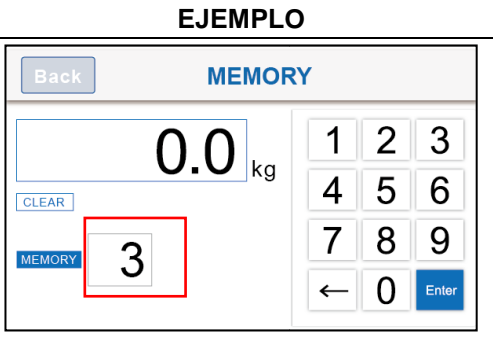 EJEMPLO
Back
MEMORY
0.0 kg
CLEAR
MEMORY 3
1 2 3
4 5 6
7 8 9
← 0 Enter